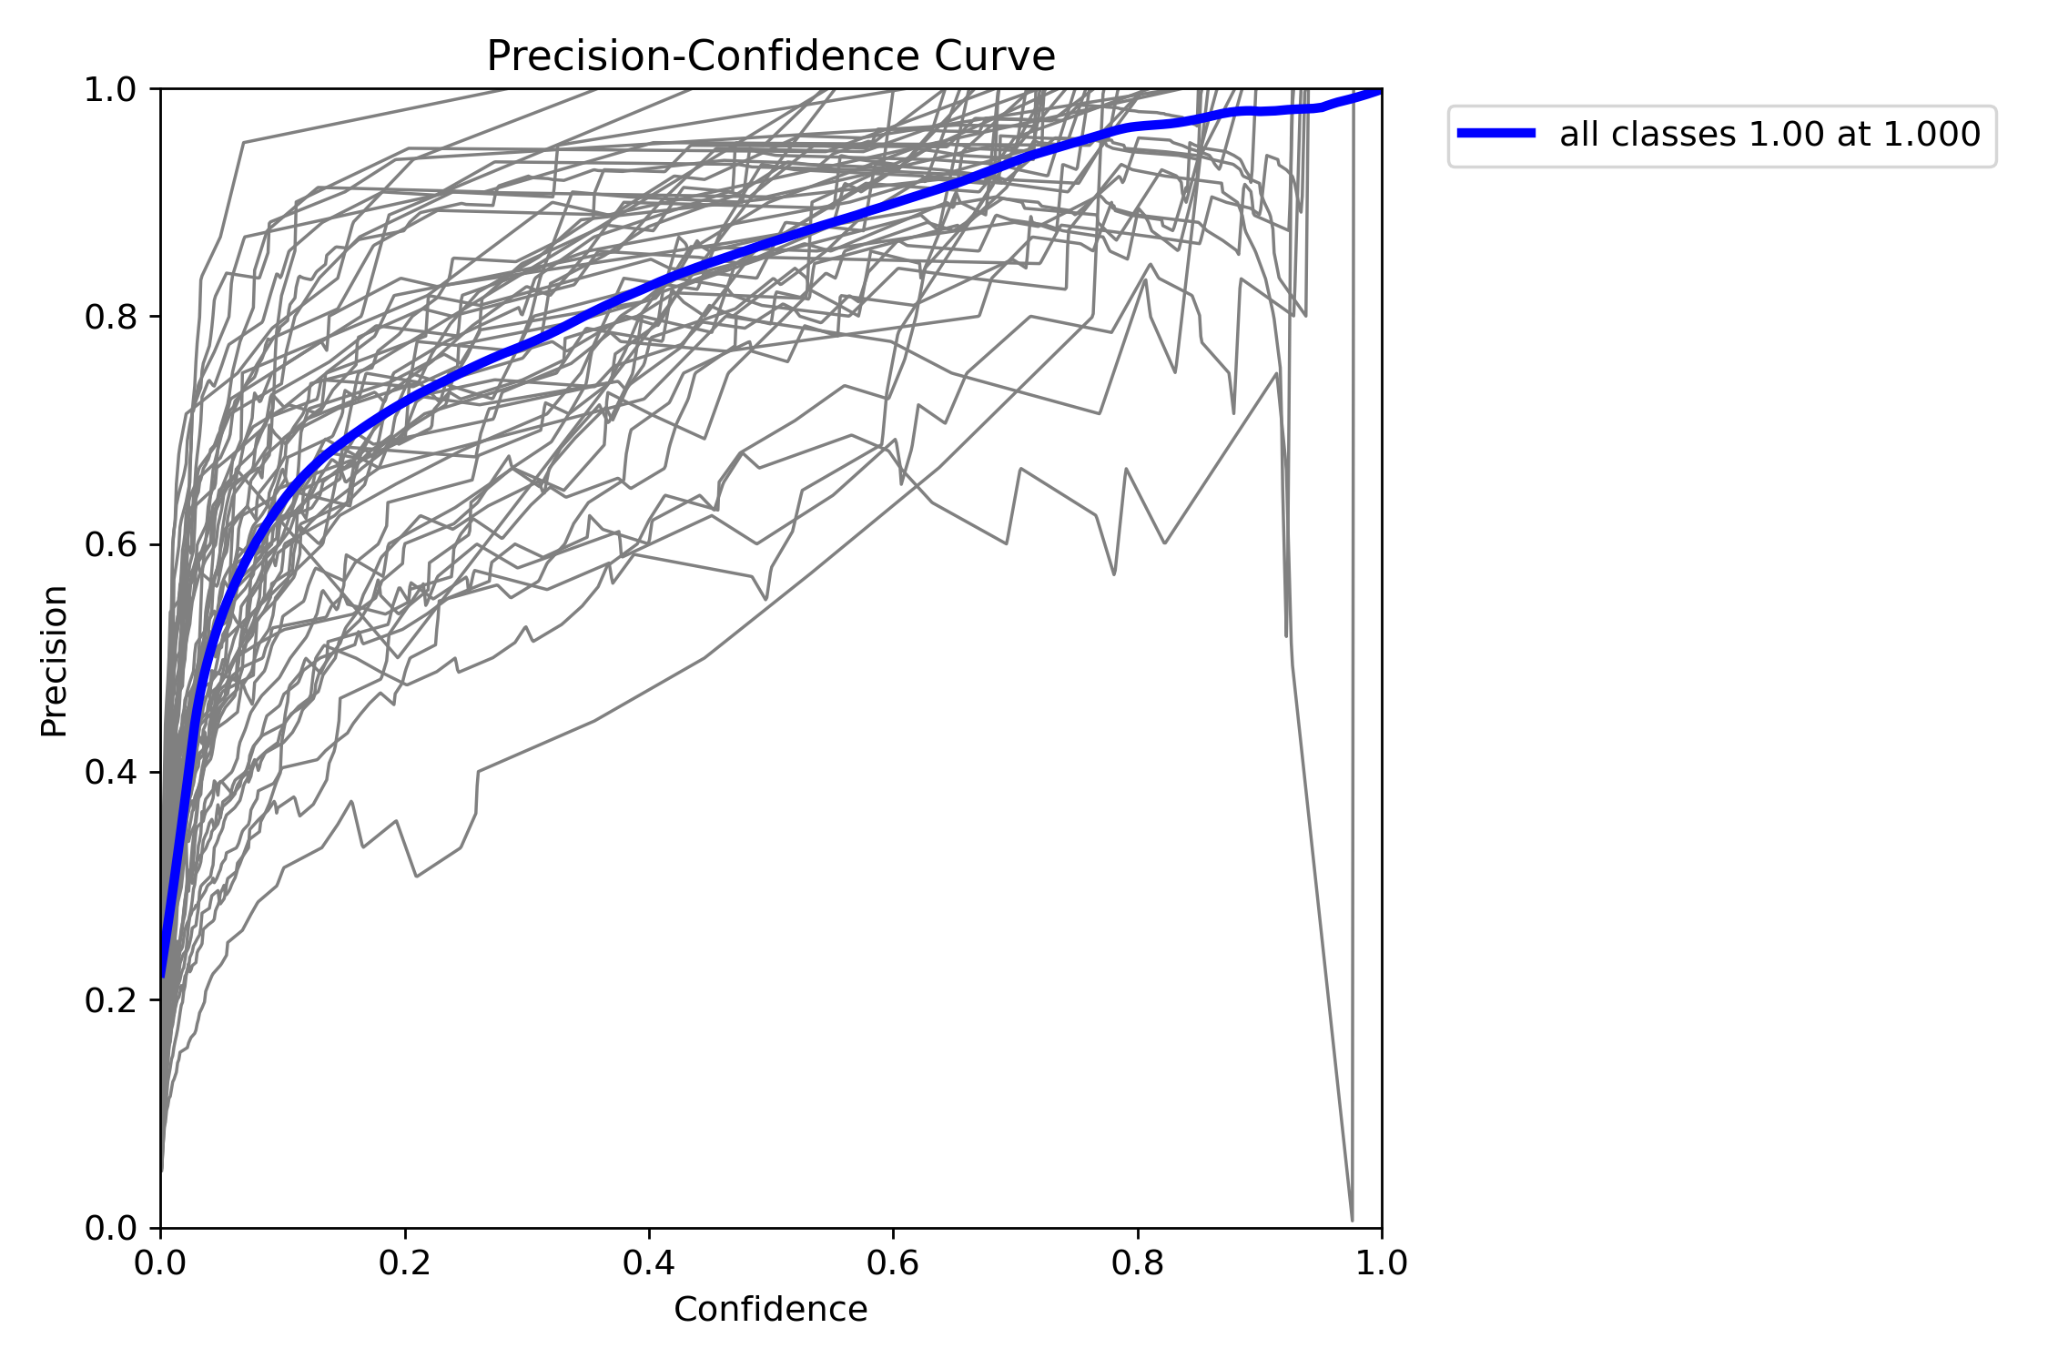 Precision-Confidence Curve
all classes 1.00 at 1.000
Precision
1.0
0.8
0.6
0.4
0.2
0.0
0.0 0.2 0.4 0.6 0.8 1.0
Confidence